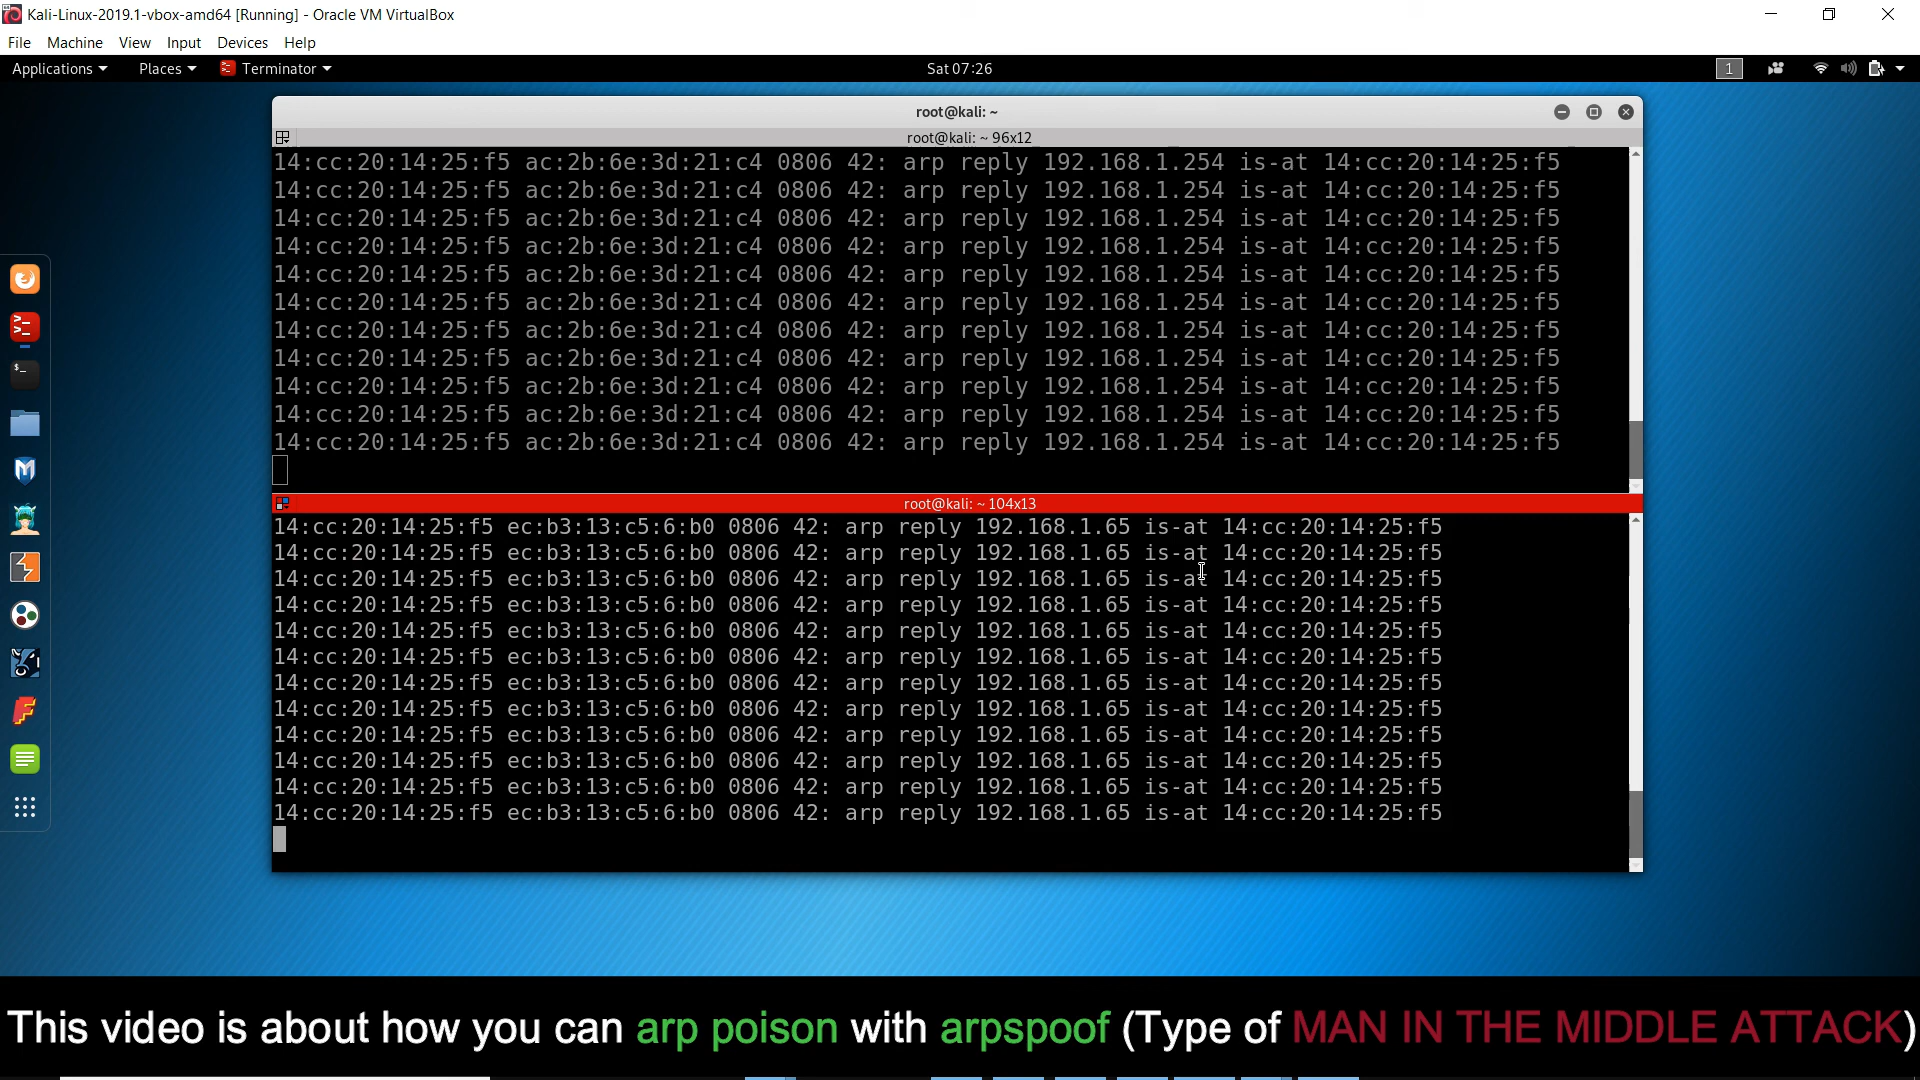 Kali-Linux-2019.1-vbox-amd64 [Running] - Oracle VM VirtualBox
File Machine View Input Devices Help
Applications Places Terminator Sat 07:26 1
root@kali: ~
root@kali: ~ 96x12
14:cc:20:14:25:f5 ac:2b:6e:3d:21:c4 0806 42: arp reply 192.168.1.254 is-at 14:cc:20:14:25:f5
14:cc:20:14:25:f5 ac:2b:6e:3d:21:c4 0806 42: arp reply 192.168.1.254 is-at 14:cc:20:14:25:f5
14:cc:20:14:25:f5 ac:2b:6e:3d:21:c4 0806 42: arp reply 192.168.1.254 is-at 14:cc:20:14:25:f5
14:cc:20:14:25:f5 ac:2b:6e:3d:21:c4 0806 42: arp reply 192.168.1.254 is-at 14:cc:20:14:25:f5
14:cc:20:14:25:f5 ac:2b:6e:3d:21:c4 0806 42: arp reply 192.168.1.254 is-at 14:cc:20:14:25:f5
14:cc:20:14:25:f5 ac:2b:6e:3d:21:c4 0806 42: arp reply 192.168.1.254 is-at 14:cc:20:14:25:f5
14:cc:20:14:25:f5 ac:2b:6e:3d:21:c4 0806 42: arp reply 192.168.1.254 is-at 14:cc:20:14:25:f5
14:cc:20:14:25:f5 ac:2b:6e:3d:21:c4 0806 42: arp reply 192.168.1.254 is-at 14:cc:20:14:25:f5
14:cc:20:14:25:f5 ac:2b:6e:3d:21:c4 0806 42: arp reply 192.168.1.254 is-at 14:cc:20:14:25:f5
14:cc:20:14:25:f5 ac:2b:6e:3d:21:c4 0806 42: arp reply 192.168.1.254 is-at 14:cc:20:14:25:f5
14:cc:20:14:25:f5 ac:2b:6e:3d:21:c4 0806 42: arp reply 192.168.1.254 is-at 14:cc:20:14:25:f5
root@kali: ~ 104x13
14:cc:20:14:25:f5 ec:b3:13:c5:6:b0 0806 42: arp reply 192.168.1.65 is-at 14:cc:20:14:25:f5
14:cc:20:14:25:f5 ec:b3:13:c5:6:b0 0806 42: arp reply 192.168.1.65 is-at 14:cc:20:14:25:f5
14:cc:20:14:25:f5 ec:b3:13:c5:6:b0 0806 42: arp reply 192.168.1.65 is-at 14:cc:20:14:25:f5
14:cc:20:14:25:f5 ec:b3:13:c5:6:b0 0806 42: arp reply 192.168.1.65 is-at 14:cc:20:14:25:f5
14:cc:20:14:25:f5 ec:b3:13:c5:6:b0 0806 42: arp reply 192.168.1.65 is-at 14:cc:20:14:25:f5
14:cc:20:14:25:f5 ec:b3:13:c5:6:b0 0806 42: arp reply 192.168.1.65 is-at 14:cc:20:14:25:f5
14:cc:20:14:25:f5 ec:b3:13:c5:6:b0 0806 42: arp reply 192.168.1.65 is-at 14:cc:20:14:25:f5
14:cc:20:14:25:f5 ec:b3:13:c5:6:b0 0806 42: arp reply 192.168.1.65 is-at 14:cc:20:14:25:f5
14:cc:20:14:25:f5 ec:b3:13:c5:6:b0 0806 42: arp reply 192.168.1.65 is-at 14:cc:20:14:25:f5
14:cc:20:14:25:f5 ec:b3:13:c5:6:b0 0806 42: arp reply 192.168.1.65 is-at 14:cc:20:14:25:f5
14:cc:20:14:25:f5 ec:b3:13:c5:6:b0 0806 42: arp reply 192.168.1.65 is-at 14:cc:20:14:25:f5
14:cc:20:14:25:f5 ec:b3:13:c5:6:b0 0806 42: arp reply 192.168.1.65 is-at 14:cc:20:14:25:f5
This video is about how you can arp poison with arpspoof (Type of MAN IN THE MIDDLE ATTACK)